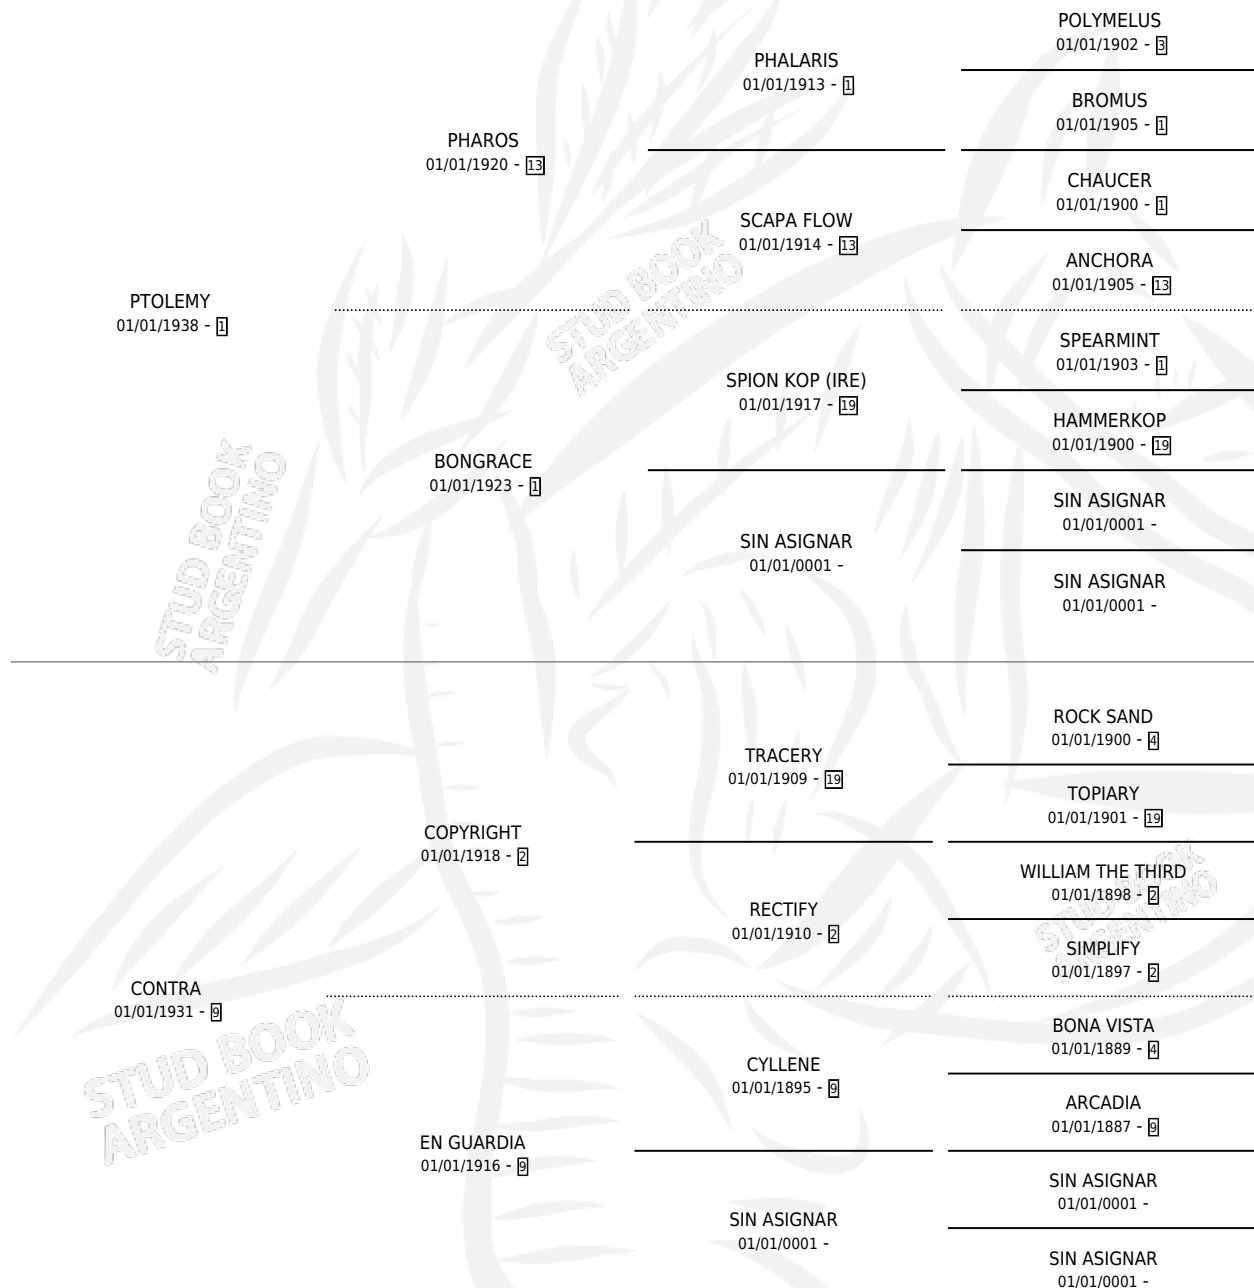 POLYMELUS
01/01/1902 - 3
PHALARIS
01/01/1913 - 1
BROMUS
01/01/1905 - 1
PHAROS
01/01/1920 - 13
CHAUCER
01/01/1900 - 1
SCAPA FLOW
01/01/1914 - 13
ANCHORA
01/01/1905 - 13
PTOLEMY
01/01/1938 - 1
SPEARMINT
01/01/1903 - 1
SPION KOP (IRE)
01/01/1917 - 19
HAMMERKOP
01/01/1900 - 19
BONGRACE
01/01/1923 - 1
SIN ASIGNAR
01/01/0001 -
SIN ASIGNAR
01/01/0001 -
SIN ASIGNAR
01/01/0001 -
ROCK SAND
01/01/1900 - 4
TRACERY
01/01/1909 - 19
TOPIARY
01/01/1901 - 19
COPYRIGHT
01/01/1918 - 2
WILLIAM THE THIRD
01/01/1898 - 2
RECTIFY
01/01/1910 - 2
SIMPLIFY
01/01/1897 - 2
CONTRA
01/01/1931 - 9
BONA VISTA
01/01/1889 - 4
CYLLENE
01/01/1895 - 9
ARCADIA
01/01/1887 - 9
EN GUARDIA
01/01/1916 - 9
SIN ASIGNAR
01/01/0001 -
SIN ASIGNAR
01/01/0001 -
SIN ASIGNAR
01/01/0001 -
STUD BOOK
ARGENTINO
STUD BOOK
ARGENTINO
STUD BOOK
ARGENTINO
STUD BOOK
ARGENTINO